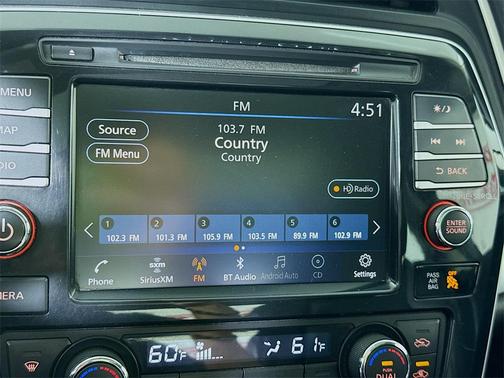 FM
4:51
MENU
Source
103.7 FM
Country
Country
FM Menu
MAP
BACK
HD Radio
1 2 3 4 5 6
102.3 FM 101.3 FM 105.9 FM 103.5 FM 89.9 FM 102.9 FM
ENTER
SOUND
Phone
sxm
SiriusXM
FM
BT Audio
Android Auto
CD
Settings
PASS
AIR
BAG
OFF
60°F
61°F
PUSH
DUAL